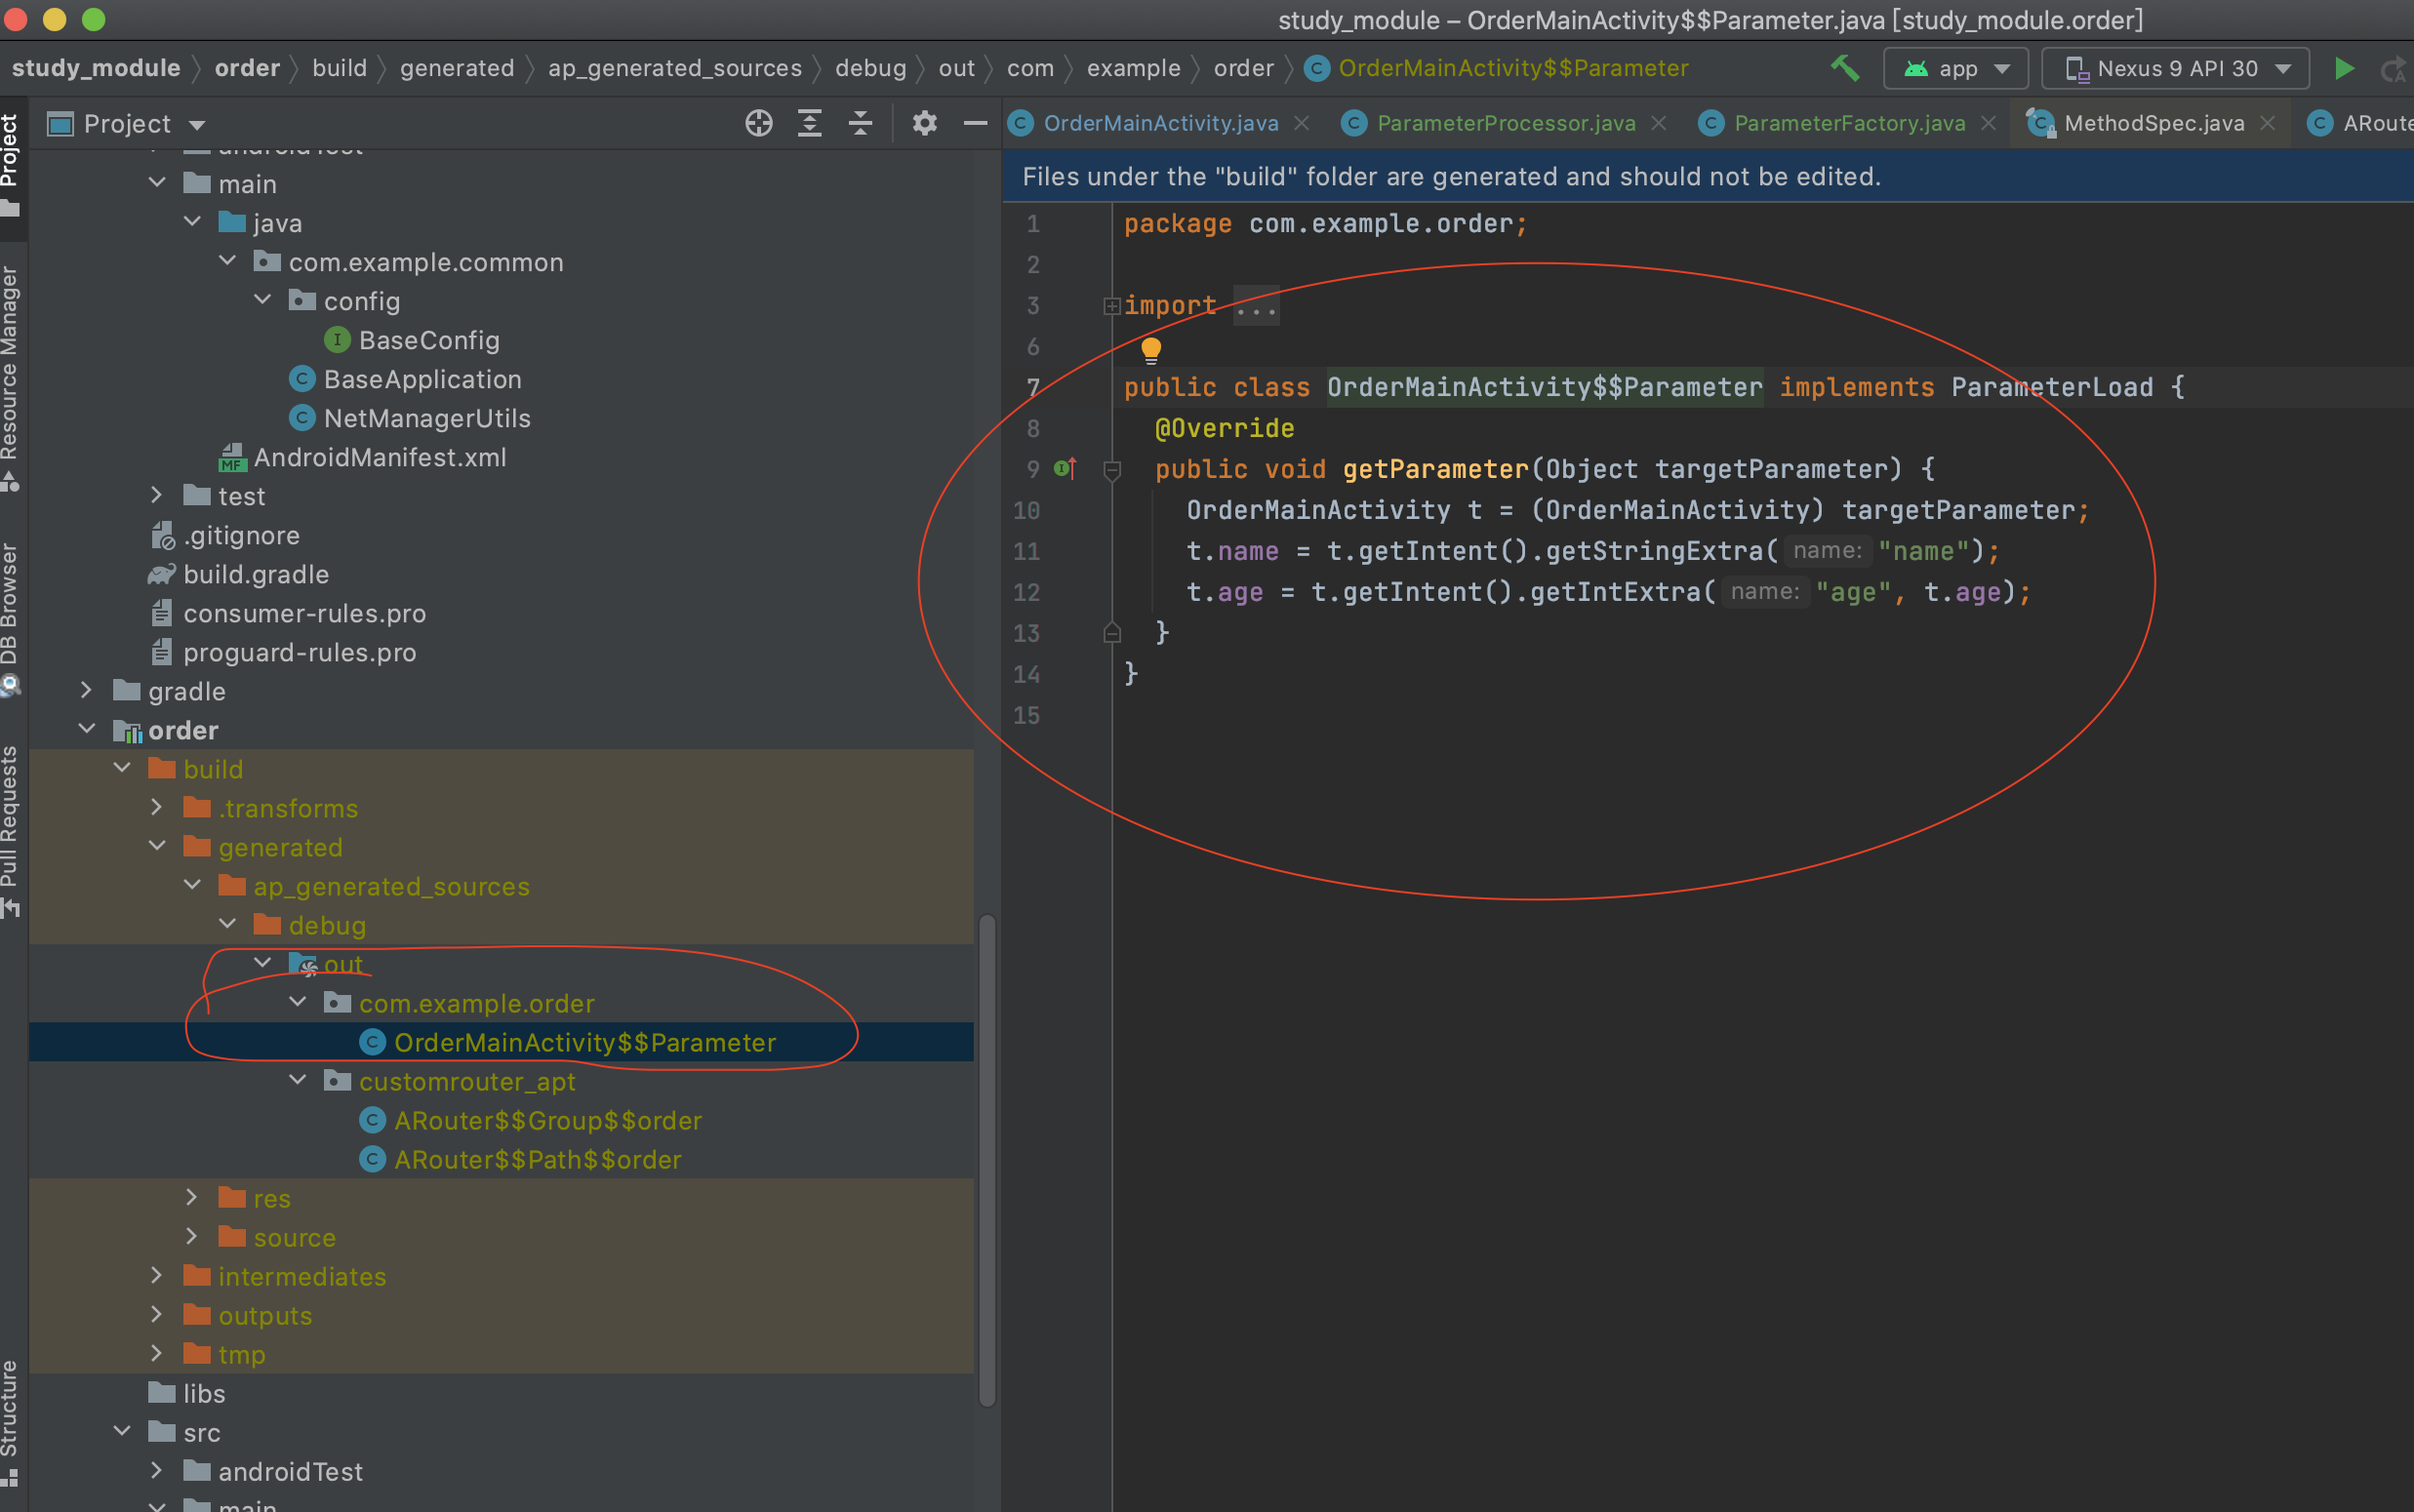 study_module – OrderMainActivity$$Parameter.java [study_module.order]
study_module order build generated ap_generated_sources debug out com example order OrderMainActivity$$Parameter app Nexus 9 API 30
Project
OrderMainActivity.java ParameterProcessor.java ParameterFactory.java MethodSpec.java ARoute
Files under the "build" folder are generated and should not be edited.
Project
Resource Manager
DB Browser
Pull Requests
Structure
androidTest
main
java
com.example.common
config
BaseConfig
BaseApplication
NetManagerUtils
AndroidManifest.xml
test
.gitignore
build.gradle
consumer-rules.pro
proguard-rules.pro
gradle
order
build
.transforms
generated
ap_generated_sources
debug
out
com.example.order
OrderMainActivity$$Parameter
customrouter_apt
ARouter$$Group$$order
ARouter$$Path$$order
res
source
intermediates
outputs
tmp
libs
src
androidTest
main
1 package com.example.order;
2
3 import ...
6
7 public class OrderMainActivity$$Parameter implements ParameterLoad {
8 @Override
9 public void getParameter(Object targetParameter) {
10 OrderMainActivity t = (OrderMainActivity) targetParameter;
11 t.name = t.getIntent().getStringExtra( name: "name");
12 t.age = t.getIntent().getIntExtra( name: "age", t.age);
13 }
14 }
15